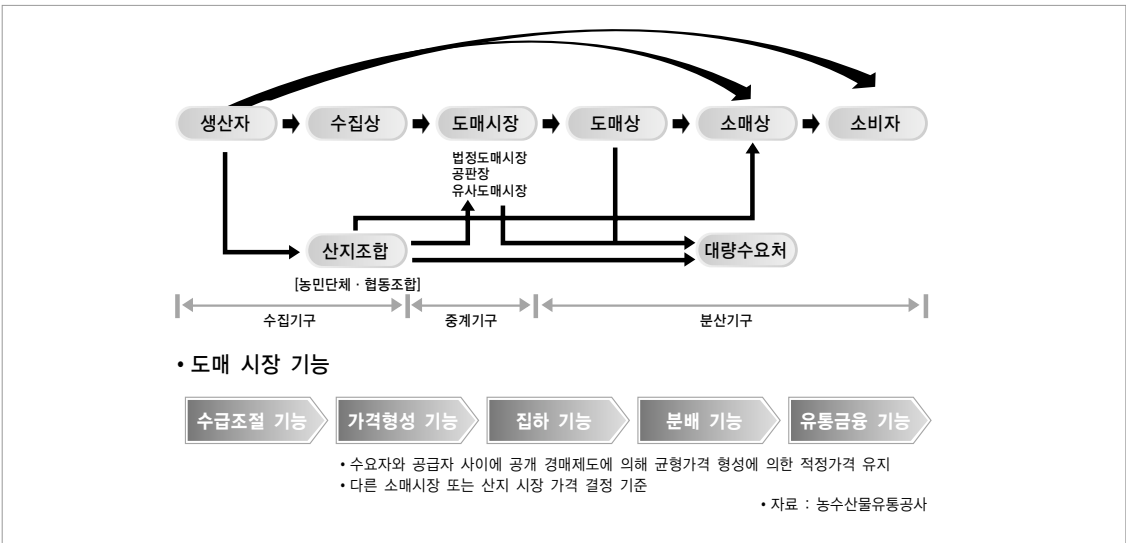 생산자 수집상 도매시장 도매상 소매상 소비자
법정도매시장
공판장
유사도매시장
산지조합 대량수요처
[농민단체 · 협동조합]
수집기구 중계기구 분산기구
• 도매 시장 기능
수급조절 기능 가격형성 기능 집하 기능 분배 기능 유통금융 기능
• 수요자와 공급자 사이에 공개 경매제도에 의해 균형가격 형성에 의한 적정가격 유지
• 다른 소매시장 또는 산지 시장 가격 결정 기준
• 자료 : 농수산물유통공사